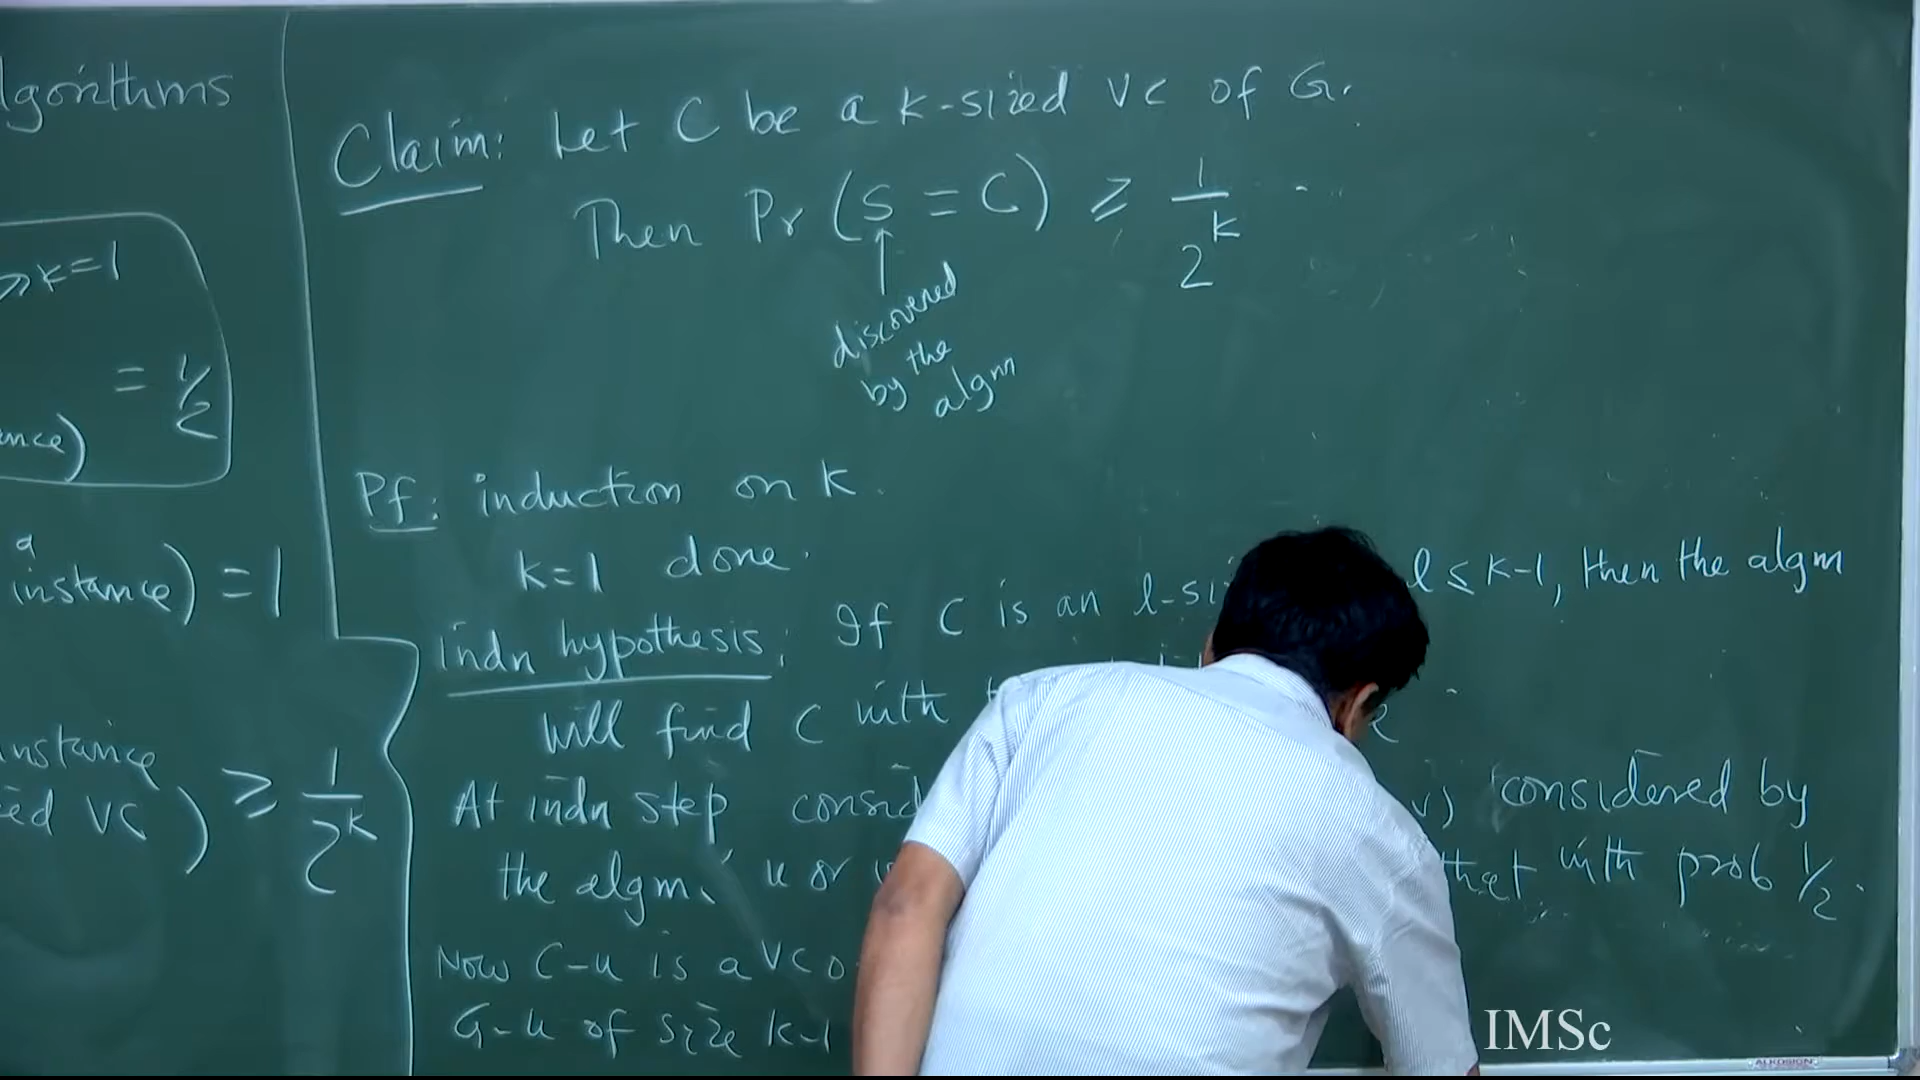 lgorithms
k=1
= 1/2
ance)
a
instance) = 1
instance
ed VC) ≥ 1/2^k
Claim: Let C be a k-sized VC of G.
Then Pr (S = C) ≥ 1/2^k
discovered
by the
algm
Pf: induction on k.
k=1 done.
Indn hypothesis: If C is an l-si l ≤ k-1, then the algm
will find C with
At indn step consid v) considered by
the algm, u or that with prob 1/2.
Now C-u is a VC o
G-u of size k-1
IMSc
ALKOSIGN